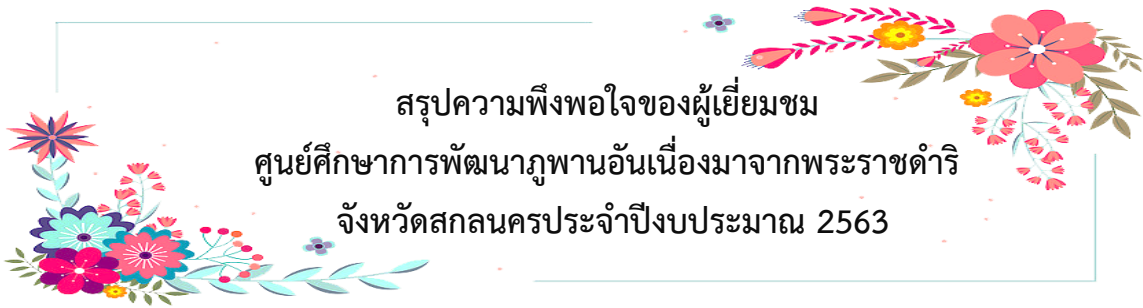 สรุปความพึงพอใจของผู้เยี่ยมชม
ศูนย์ศึกษาการพัฒนาภูพานอันเนื่องมาจากพระราชดำริ
จังหวัดสกลนครประจำปีงบประมาณ 2563